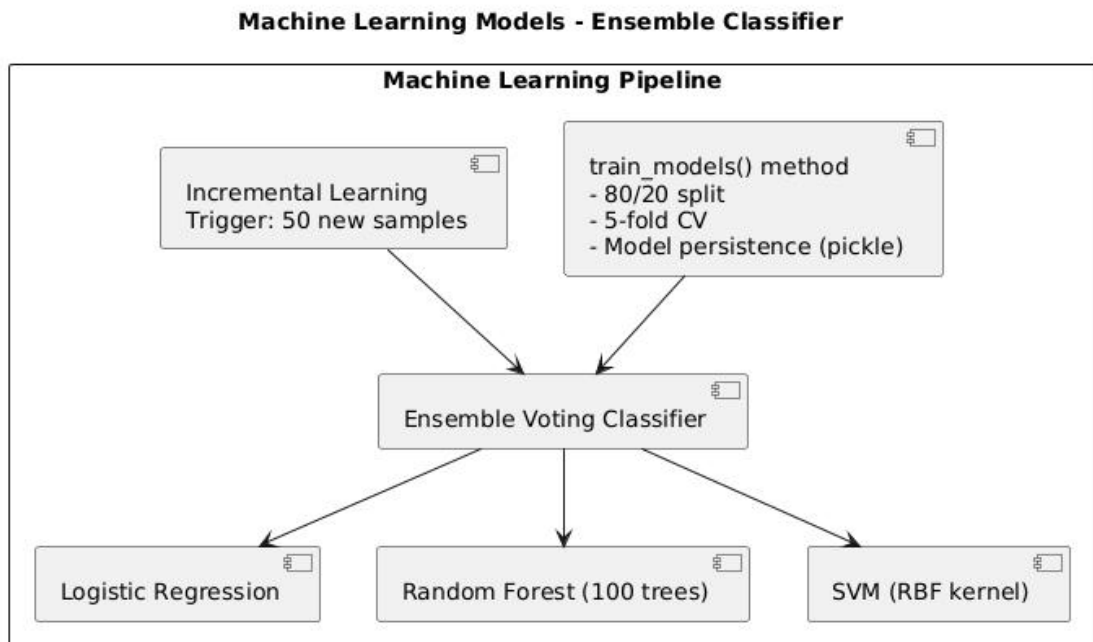 Machine Learning Models - Ensemble Classifier
Machine Learning Pipeline
Incremental Learning
Trigger: 50 new samples
train_models() method
- 80/20 split
- 5-fold CV
- Model persistence (pickle)
Ensemble Voting Classifier
Logistic Regression
Random Forest (100 trees)
SVM (RBF kernel)